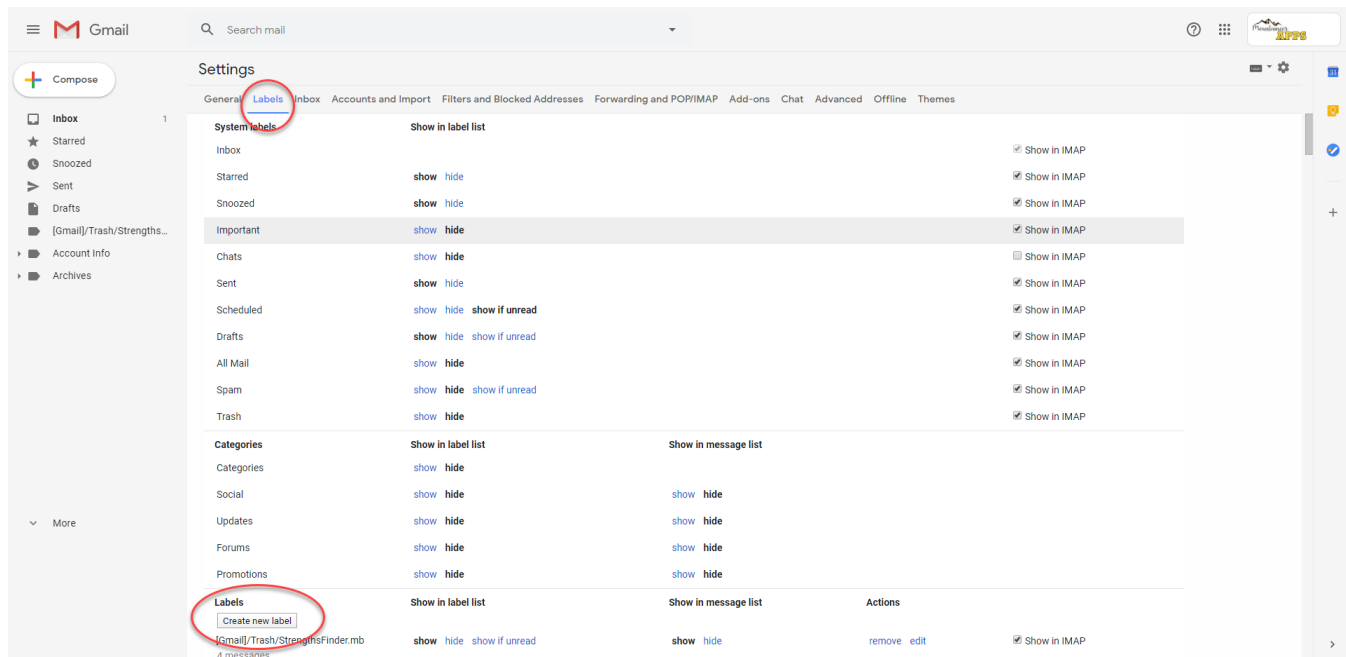 Gmail
Search mail
Mountaineer
APPS
Compose
Settings
31
General Labels Inbox Accounts and Import Filters and Blocked Addresses Forwarding and POP/IMAP Add-ons Chat Advanced Offline Themes
Inbox 1
Starred
Snoozed
Sent
Drafts
[Gmail]/Trash/Strengths...
Account Info
Archives
More
System labels Show in label list
Inbox Show in IMAP
Starred show hide Show in IMAP
Snoozed show hide Show in IMAP
Important show hide Show in IMAP
Chats show hide Show in IMAP
Sent show hide Show in IMAP
Scheduled show hide show if unread Show in IMAP
Drafts show hide show if unread Show in IMAP
All Mail show hide Show in IMAP
Spam show hide show if unread Show in IMAP
Trash show hide Show in IMAP
Categories Show in label list Show in message list
Categories show hide
Social show hide show hide
Updates show hide show hide
Forums show hide show hide
Promotions show hide show hide
Labels Show in label list Show in message list Actions
Create new label
[Gmail]/Trash/StrengthsFinder.mb show hide show if unread show hide remove edit Show in IMAP
4 messages